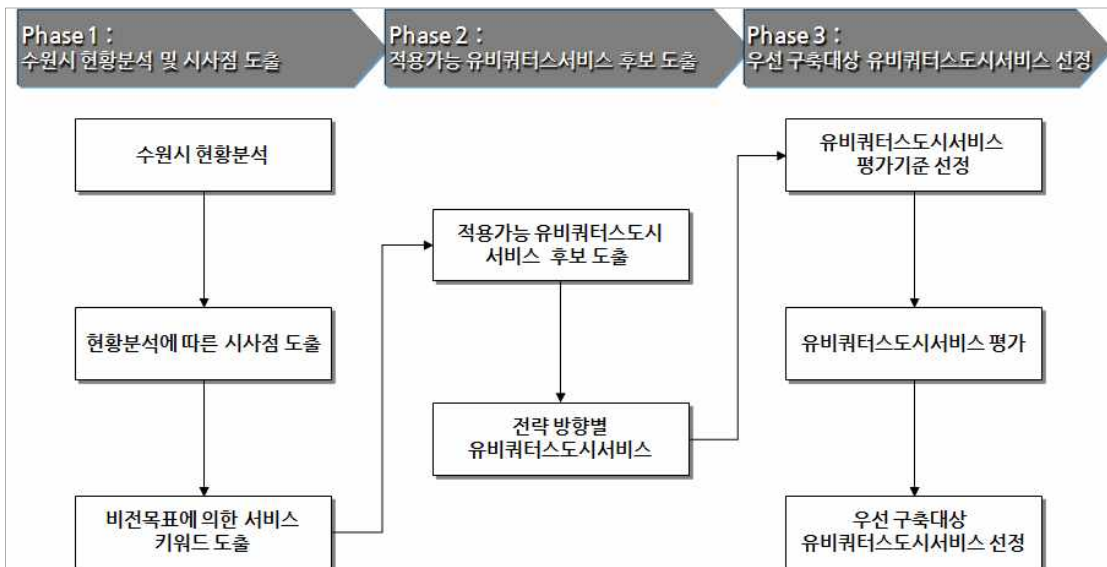 Phase 1 :
수원시 현황분석 및 시사점 도출
Phase 2 :
적용가능 유비쿼터스서비스 후보 도출
Phase 3 :
우선 구축대상 유비쿼터스도시서비스 선정
수원시 현황분석
현황분석에 따른 시사점 도출
비전목표에 의한 서비스
키워드 도출
적용가능 유비쿼터스도시
서비스 후보 도출
전략 방향별
유비쿼터스도시서비스
유비쿼터스도시서비스
평가기준 선정
유비쿼터스도시서비스 평가
우선 구축대상
유비쿼터스도시서비스 선정